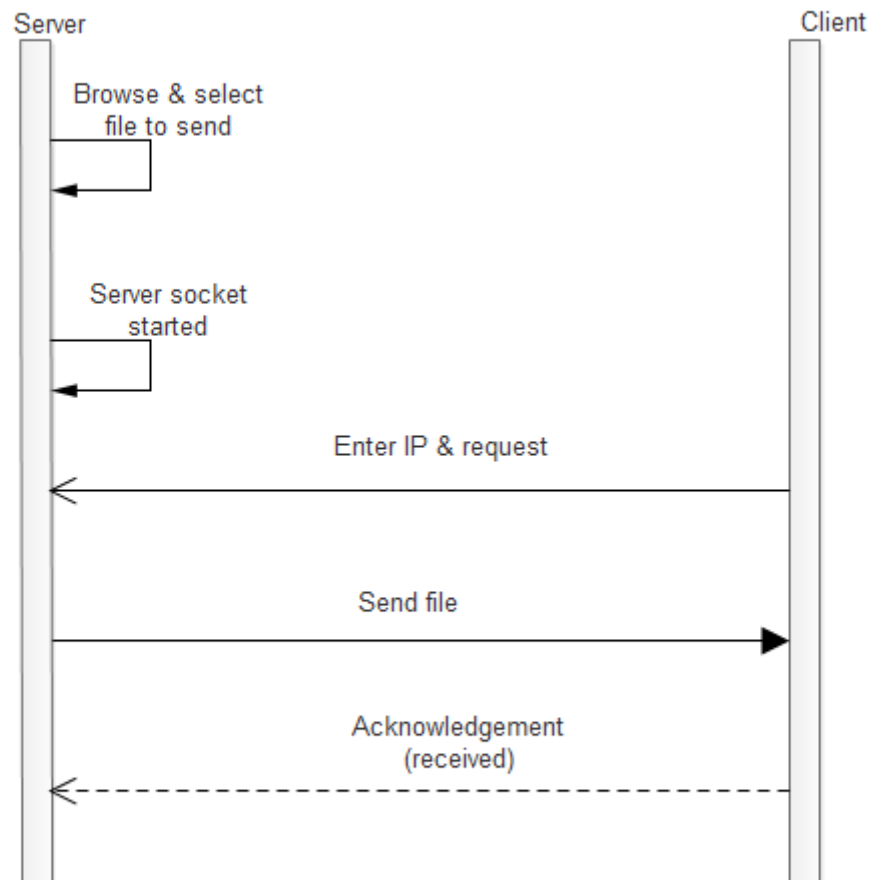 Server
Client
Browse & select
file to send
Server socket
started
Enter IP & request
Send file
Acknowledgement
(received)